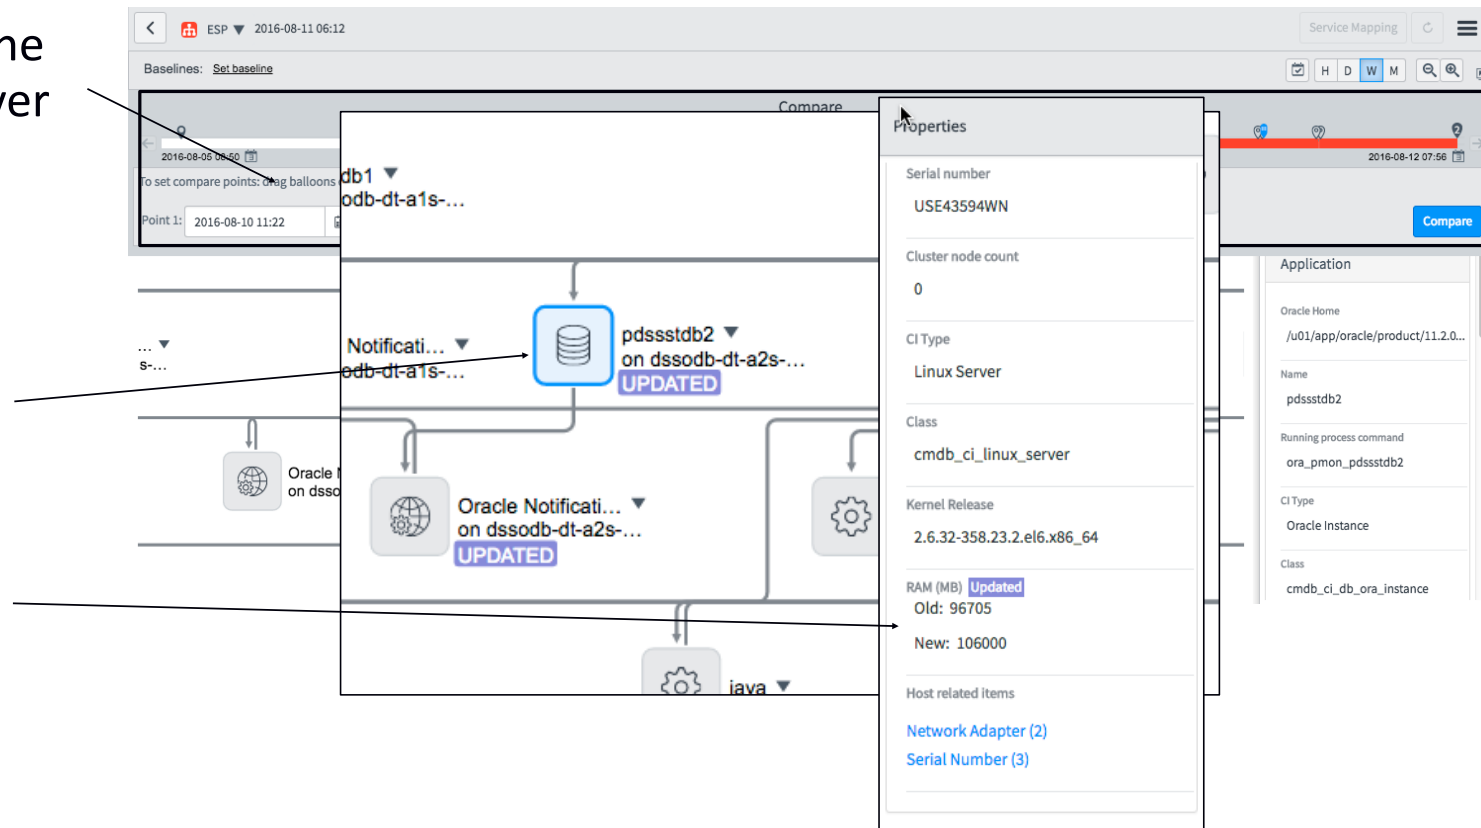 ne
ver
ESP 2016-08-11 06:12
Service Mapping
Baselines: Set baseline
H D W M
Compare
2016-08-05 08:50
2
2016-08-12 07:56
To set compare points: drag balloons
Point 1: 2016-08-10 11:22
Compare
db1
odb-dt-a1s-...
Notificati...
odb-dt-a1s-...
pdssstdb2
on dssodb-dt-a2s-...
UPDATED
...
s-...
Oracle
on dsso
Oracle Notificati...
on dssodb-dt-a2s-...
UPDATED
java
Properties
Serial number
USE43594WN
Cluster node count
0
CI Type
Linux Server
Class
cmdb_ci_linux_server
Kernel Release
2.6.32-358.23.2.el6.x86_64
RAM (MB) Updated
Old: 96705
New: 106000
Host related items
Network Adapter (2)
Serial Number (3)
Application
Oracle Home
/u01/app/oracle/product/11.2.0...
Name
pdssstdb2
Running process command
ora_pmon_pdssstdb2
CI Type
Oracle Instance
Class
cmdb_ci_db_ora_instance